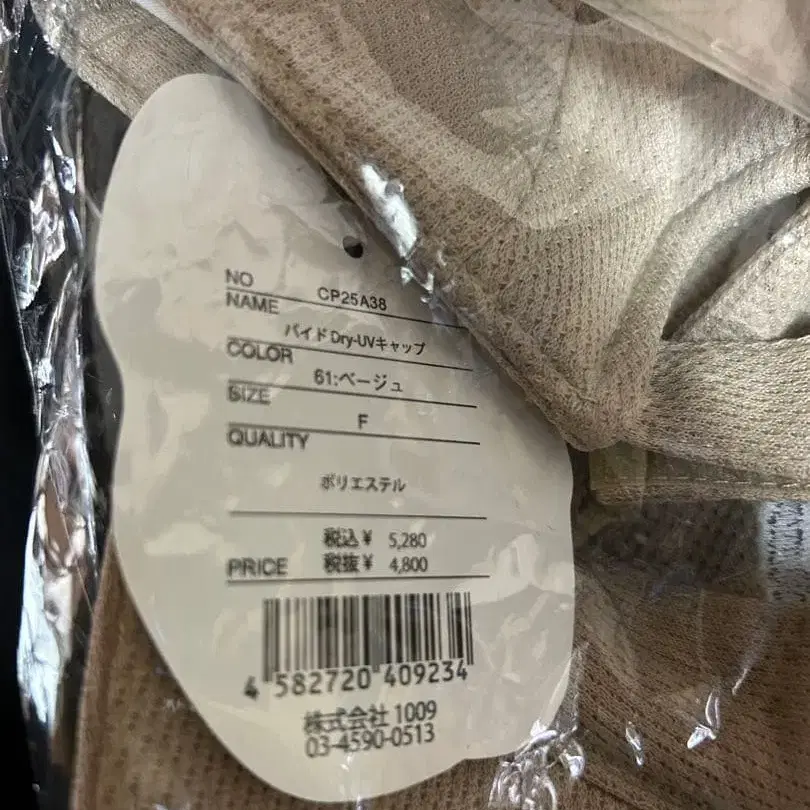 NO CP25A38
NAME バイドDry-UVキャップ
COLOR 61:ベージュ
SIZE F
QUALITY
ポリエステル
税込¥ 5,280
PRICE 税抜¥ 4,800
4 582720 409234
株式会社 1009
03-4590-0513